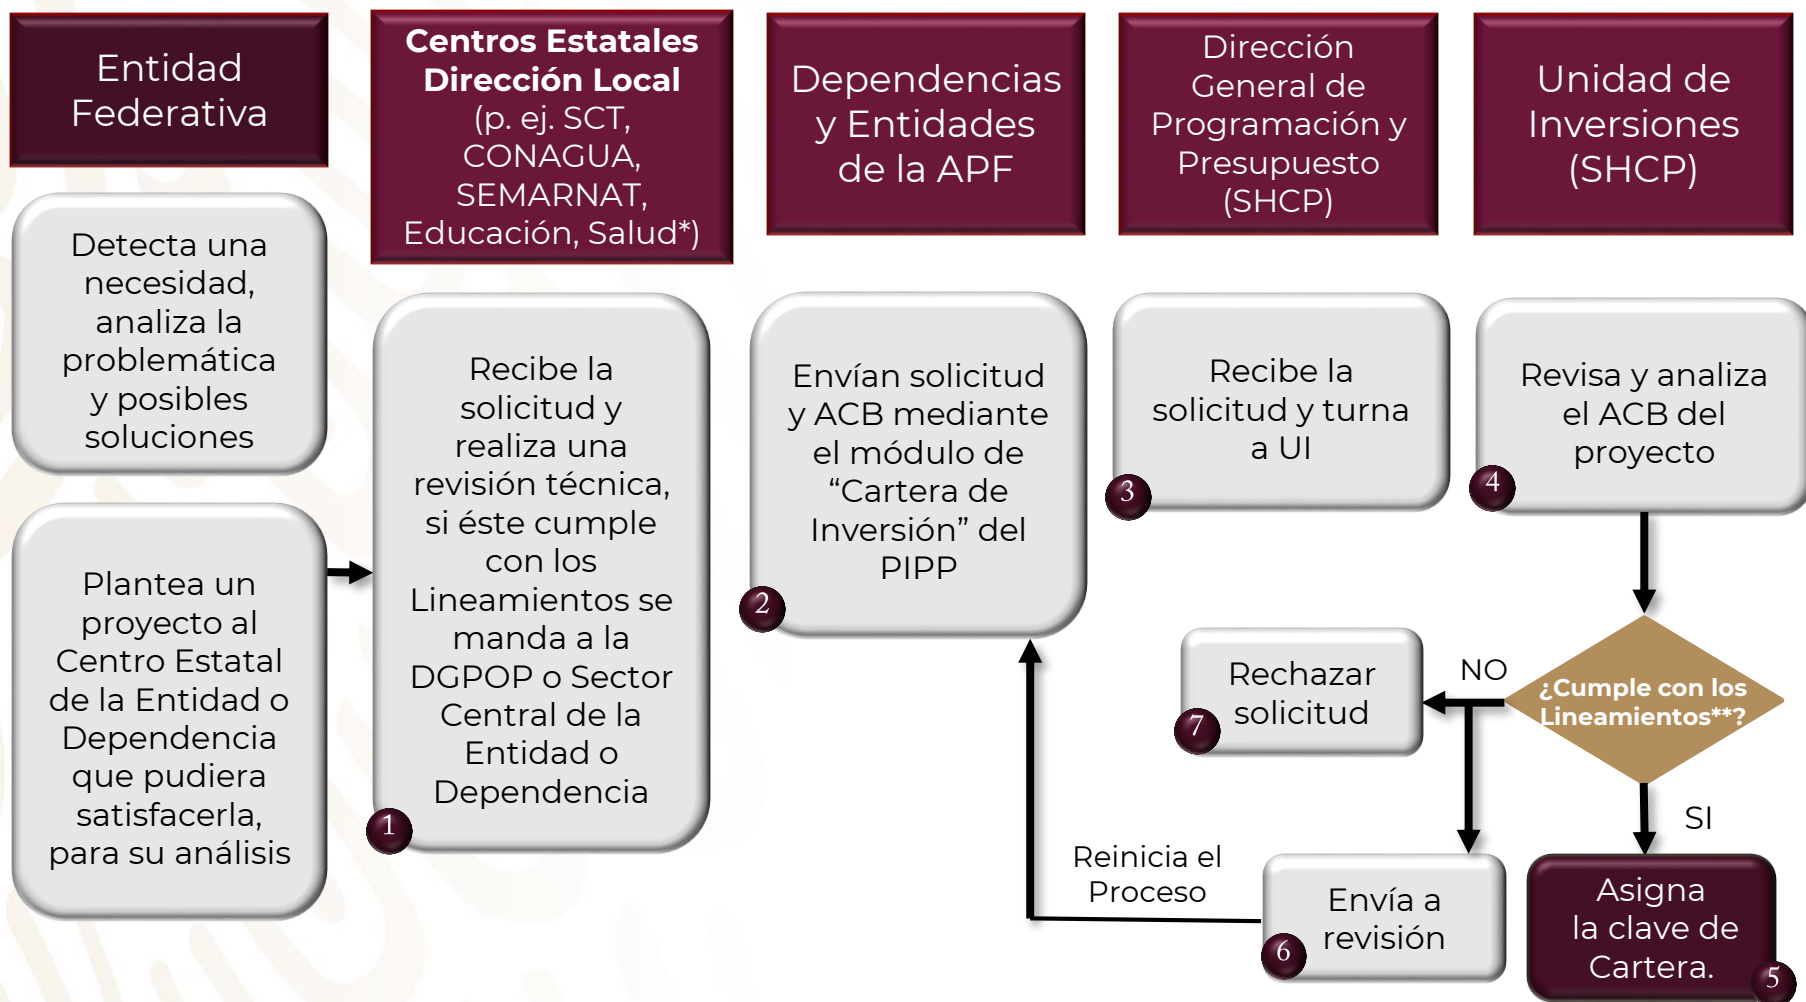 Entidad
Federativa
Detecta una
necesidad,
analiza la
problemática
y posibles
soluciones
Plantea un
proyecto al
Centro Estatal
de la Entidad o
Dependencia
que pudiera
satisfacerla,
para su análisis
Centros Estatales
Dirección Local
(p. ej. SCT,
CONAGUA,
SEMARNAT,
Educación, Salud*)
Recibe la
solicitud y
realiza una
revisión técnica,
si éste cumple
con los
Lineamientos se
manda a la
DGPOP o Sector
Central de la
Entidad o
Dependencia
1
Dependencias
y Entidades
de la APF
Envían solicitud
y ACB mediante
el módulo de
“Cartera de
Inversión” del
PIPP
2
Dirección
General de
Programación y
Presupuesto
(SHCP)
Recibe la
solicitud y turna
a UI
3
Unidad de
Inversiones
(SHCP)
Revisa y analiza
el ACB del
proyecto
4
¿Cumple con los
Lineamientos**?
NO
Rechazar
solicitud
7
SI
Asigna
la clave de
Cartera.
5
Envía a
revisión
6
Reinicia el
Proceso